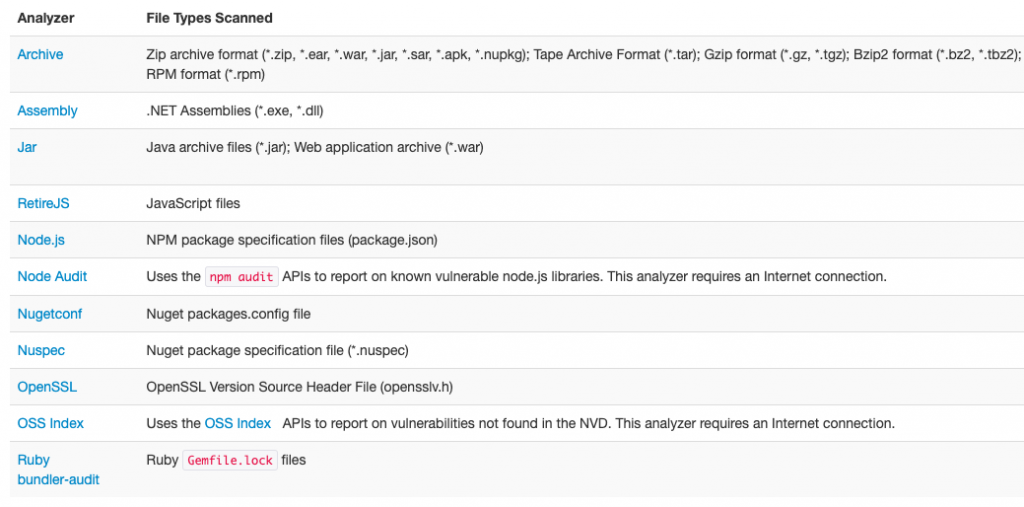 Analyzer File Types Scanned
Archive Zip archive format (*.zip, *.ear, *.war, *.jar, *.sar, *.apk, *.nupkg); Tape Archive Format (*.tar); Gzip format (*.gz, *.tgz); Bzip2 format (*.bz2, *.tbz2);
RPM format (*.rpm)
Assembly .NET Assemblies (*.exe, *.dll)
Jar Java archive files (*.jar); Web application archive (*.war)
RetireJS JavaScript files
Node.js NPM package specification files (package.json)
Node Audit Uses the npm audit APIs to report on known vulnerable node.js libraries. This analyzer requires an Internet connection.
Nugetconf Nuget packages.config file
Nuspec Nuget package specification file (*.nuspec)
OpenSSL OpenSSL Version Source Header File (opensslv.h)
OSS Index Uses the OSS Index APIs to report on vulnerabilities not found in the NVD. This analyzer requires an Internet connection.
Ruby Ruby Gemfile.lock files
bundler-audit